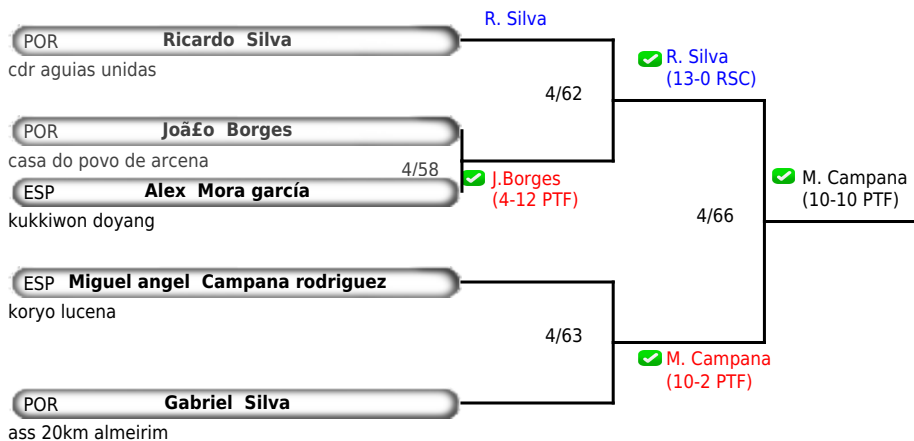 R. Silva
POR Ricardo Silva
cdr aguias unidas
R. Silva
(13-0 RSC)
4/62
POR Joã£o Borges
casa do povo de arcena
4/58
J.Borges
(4-12 PTF)
ESP Alex Mora garcía
kukkiwon doyang
M. Campana
(10-10 PTF)
4/66
ESP Miguel angel Campana rodriguez
koryo lucena
4/63
M. Campana
(10-2 PTF)
POR Gabriel Silva
ass 20km almeirim